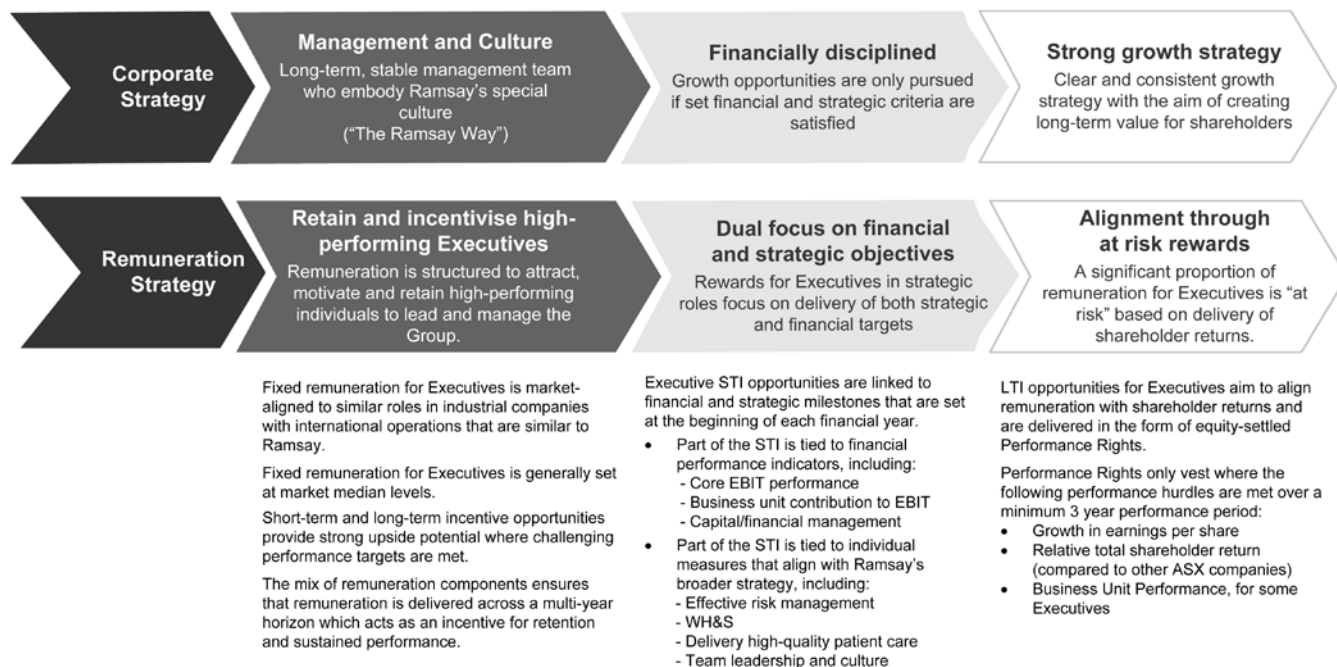 Corporate
Strategy
Management and Culture
Long-term, stable management team
who embody Ramsay's special
culture
("The Ramsay Way")
Financially disciplined
Growth opportunities are only pursued
if set financial and strategic criteria are
satisfied
Strong growth strategy
Clear and consistent growth
strategy with the aim of creating
long-term value for shareholders
Remuneration
Strategy
Retain and incentivise high-
performing Executives
Remuneration is structured to attract,
motivate and retain high-performing
individuals to lead and manage the
Group.
Dual focus on financial
and strategic objectives
Rewards for Executives in strategic
roles focus on delivery of both strategic
and financial targets
Alignment through
at risk rewards
A significant proportion of
remuneration for Executives is "at
risk" based on delivery of
shareholder returns.
Fixed remuneration for Executives is market-
aligned to similar roles in industrial companies
with international operations that are similar to
Ramsay.
Fixed remuneration for Executives is generally set
at market median levels.
Short-term and long-term incentive opportunities
provide strong upside potential where challenging
performance targets are met.
The mix of remuneration components ensures
that remuneration is delivered across a multi-year
horizon which acts as an incentive for retention
and sustained performance.
Executive STI opportunities are linked to
financial and strategic milestones that are set
at the beginning of each financial year.
• Part of the STI is tied to financial
performance indicators, including:
- Core EBIT performance
- Business unit contribution to EBIT
- Capital/financial management
• Part of the STI is tied to individual
measures that align with Ramsay's
broader strategy, including:
- Effective risk management
- WH&S
- Delivery high-quality patient care
- Team leadership and culture
LTI opportunities for Executives aim to align
remuneration with shareholder returns and
are delivered in the form of equity-settled
Performance Rights.
Performance Rights only vest where the
following performance hurdles are met over a
minimum 3 year performance period:
• Growth in earnings per share
• Relative total shareholder return
(compared to other ASX companies)
• Business Unit Performance, for some
Executives